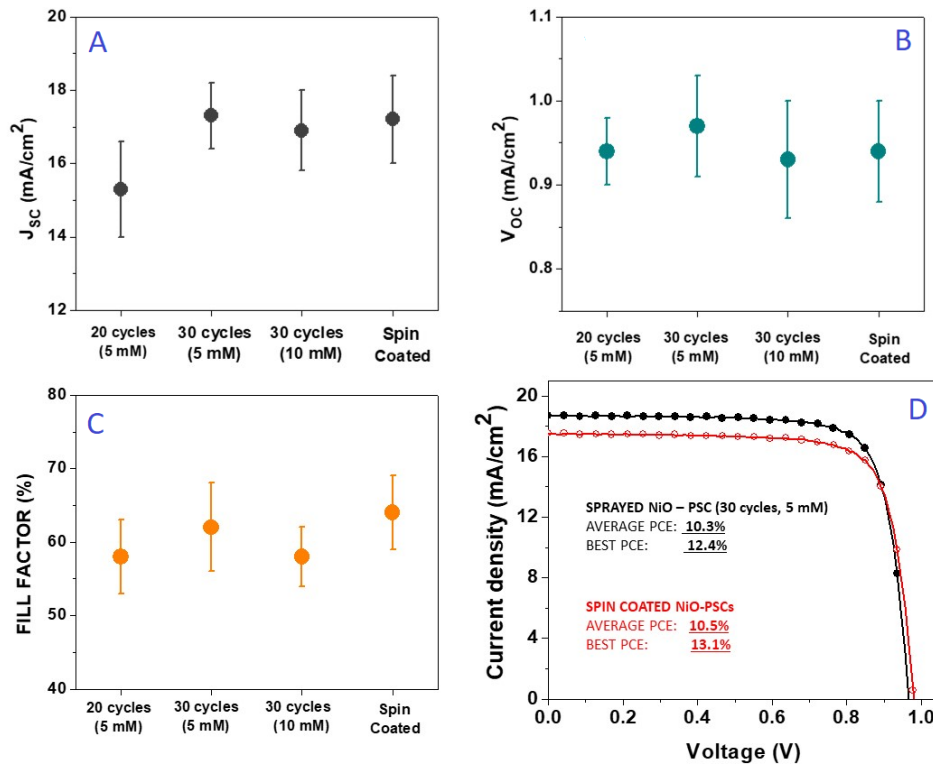 A
J_SC (mA/cm²)
20
18
16
14
12
20 cycles
(5 mM)
30 cycles
(5 mM)
30 cycles
(10 mM)
Spin
Coated
B
V_OC (mA/cm²)
1.1
1.0
0.9
0.8
20 cycles
(5 mM)
30 cycles
(5 mM)
30 cycles
(10 mM)
Spin
Coated
C
FILL FACTOR (%)
80
70
60
50
40
20 cycles
(5 mM)
30 cycles
(5 mM)
30 cycles
(10 mM)
Spin
Coated
D
Current density (mA/cm²)
20
16
12
8
4
0
SPRAYED NiO – PSC (30 cycles, 5 mM)
AVERAGE PCE: 10.3%
BEST PCE: 12.4%
SPIN COATED NiO-PSCs
AVERAGE PCE: 10.5%
BEST PCE: 13.1%
0.0 0.2 0.4 0.6 0.8 1.0
Voltage (V)